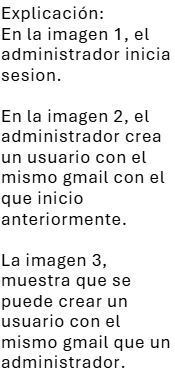 Explicación:
En la imagen 1, el
administrador inicia
sesion.
En la imagen 2, el
administrador crea
un usuario con el
mismo gmail con el
que inicio
anteriormente.
La imagen 3,
muestra que se
puede crear un
usuario con el
mismo gmail que un
administrador.